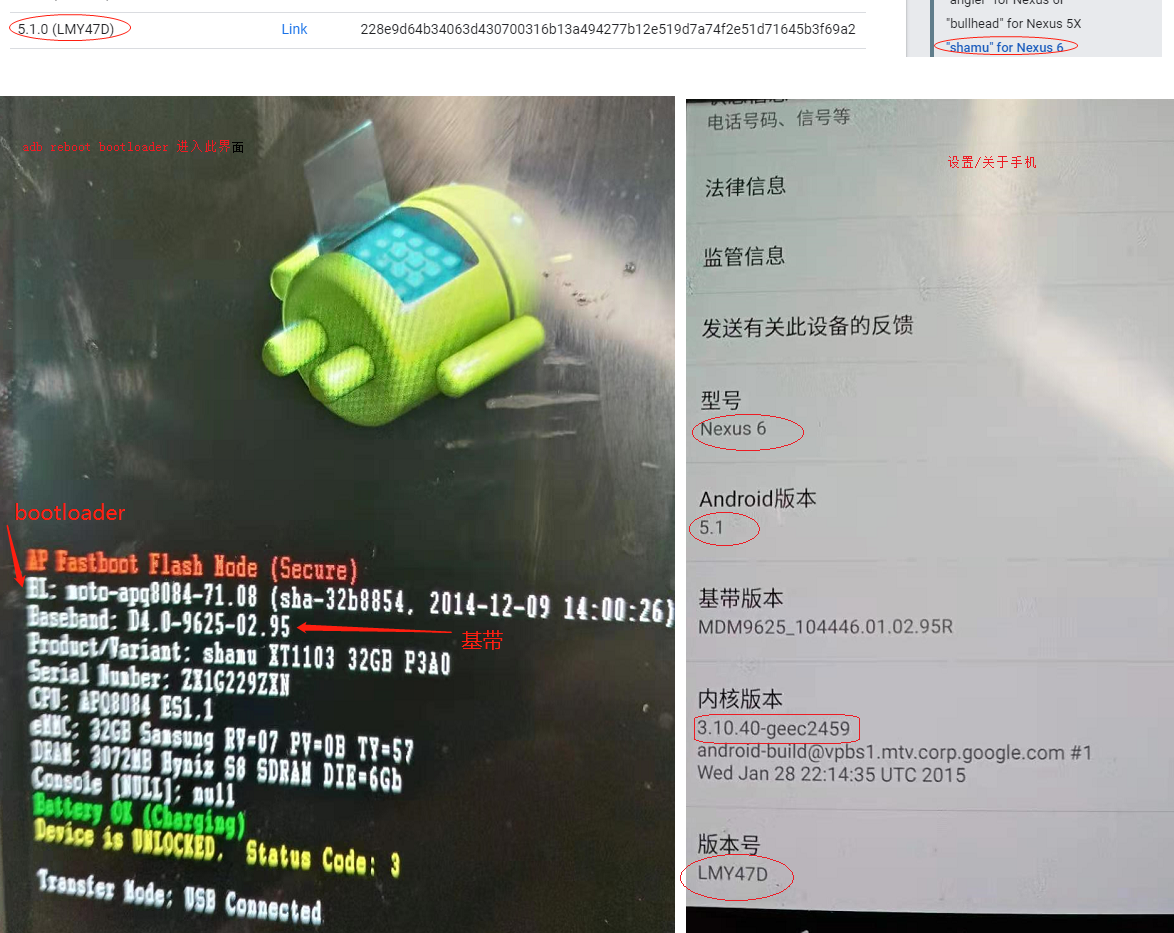 5.1.0 (LMY47D) Link 228e9d64b34063d430700316b13a494277b12e519d7a74f2e51d71645b3f69a2
"angler" for Nexus 6P
"bullhead" for Nexus 5X
"shamu" for Nexus 6
adb reboot bootloader 进入此界面
bootloader
AP Fastboot Flash Mode (Secure)
BL: moto-apq8084-71.08 (sha-32b8854, 2014-12-09 14:00:26)
Baseband: D4.0-9625-02.95
基带
Product/Variant: shamu XT1103 32GB P3A0
Serial Number: ZX1G229ZXN
CPU: APQ8084 ES1.1
eMMC: 32GB Samsung RV=07 PV=0B TY=57
DRAM: 3072MB Hynix S8 SDRAM DIE=6Gb
Console [NULL]: null
Battery OK (Charging)
Device is UNLOCKED. Status Code: 3
Transfer Mode: USB Connected
状态信息
电话号码、信号等
设置/关于手机
法律信息
监管信息
发送有关此设备的反馈
型号
Nexus 6
Android版本
5.1
基带版本
MDM9625_104446.01.02.95R
内核版本
3.10.40-geec2459
android-build@vpbs1.mtv.corp.google.com #1
Wed Jan 28 22:14:35 UTC 2015
版本号
LMY47D